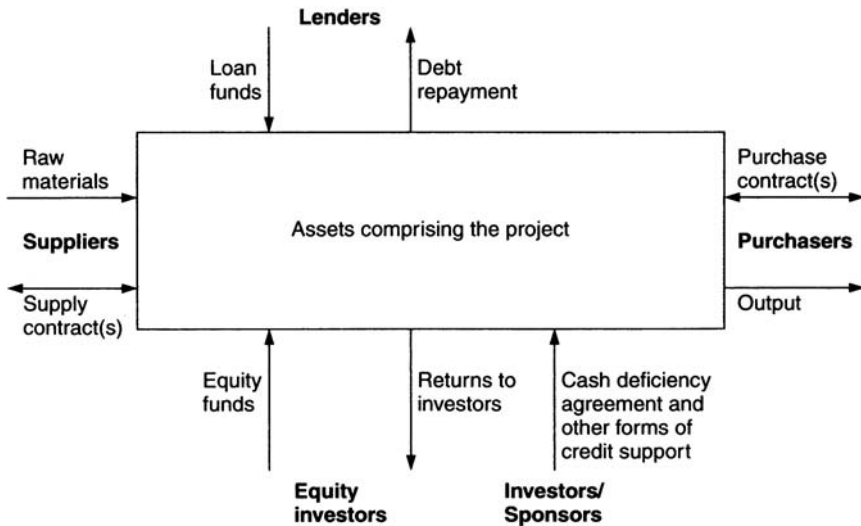 Lenders
Loan
funds
Debt
repayment
Raw
materials
Purchase
contract(s)
Suppliers
Assets comprising the project
Purchasers
Supply
contract(s)
Output
Equity
funds
Returns to
investors
Cash deficiency
agreement and
other forms of
credit support
Equity
investors
Investors/
Sponsors